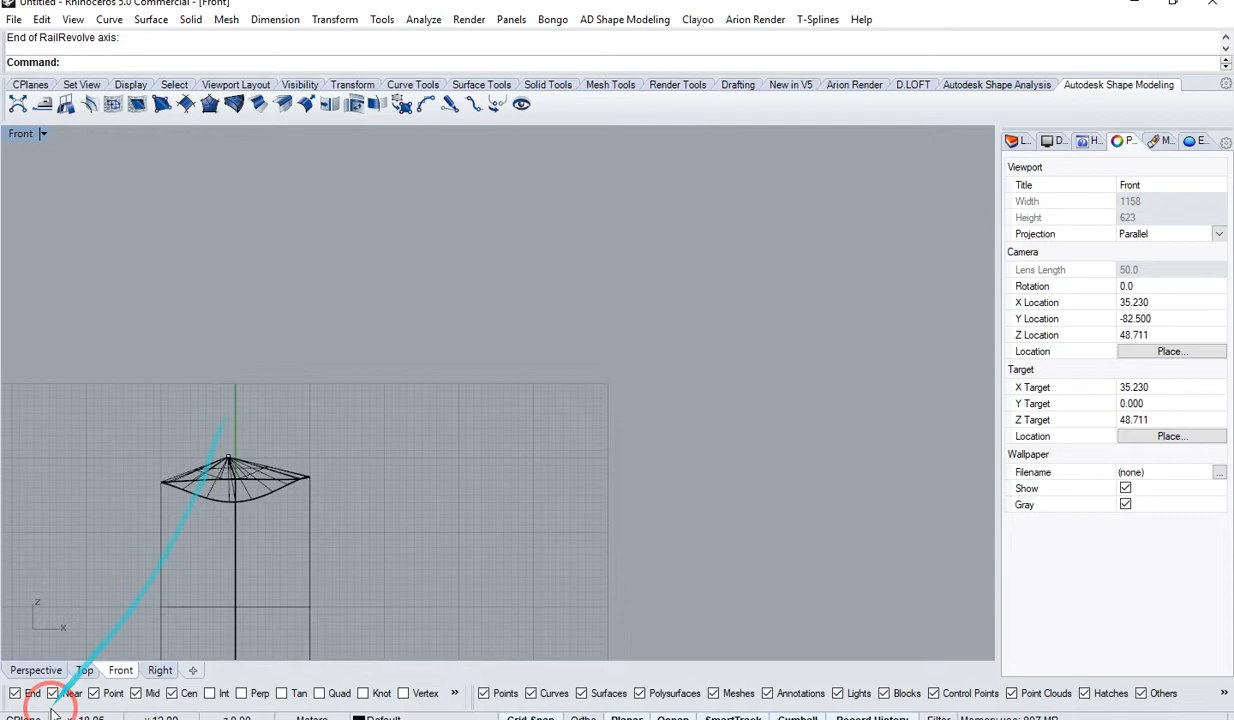 Untitled - Rhinoceros 5.0 Commercial - [Front]
File Edit View Curve Surface Solid Mesh Dimension Transform Tools Analyze Render Panels Bongo AD Shape Modeling Clayoo Arion Render T-Splines Help
End of RailRevolve axis:
Command:
CPlanes Set View Display Select Viewport Layout Visibility Transform Curve Tools Surface Tools Solid Tools Mesh Tools Render Tools Drafting New in V5 Arion Render D.LOFT Autodesk Shape Analysis Autodesk Shape Modeling
Front
L... D... H... P... M... E...
Viewport
Title Front
Width 1158
Height 623
Projection Parallel
Camera
Lens Length 50.0
Rotation 0.0
X Location 35.230
Y Location -82.500
Z Location 48.711
Location Place...
Target
X Target 35.230
Y Target 0.000
Z Target 48.711
Location Place...
Wallpaper
Filename (none) ...
Show
Gray
z
x
Perspective Top Front Right
End Near Point Mid Cen Int Perp Tan Quad Knot Vertex » Points Curves Surfaces Polysurfaces Meshes Annotations Lights Blocks Control Points Point Clouds Hatches Others »
CPlane Meters Default Grid Snap Ortho Planar Osnap SmartTrack Gumball Record History Filter Memory use: 807 MB